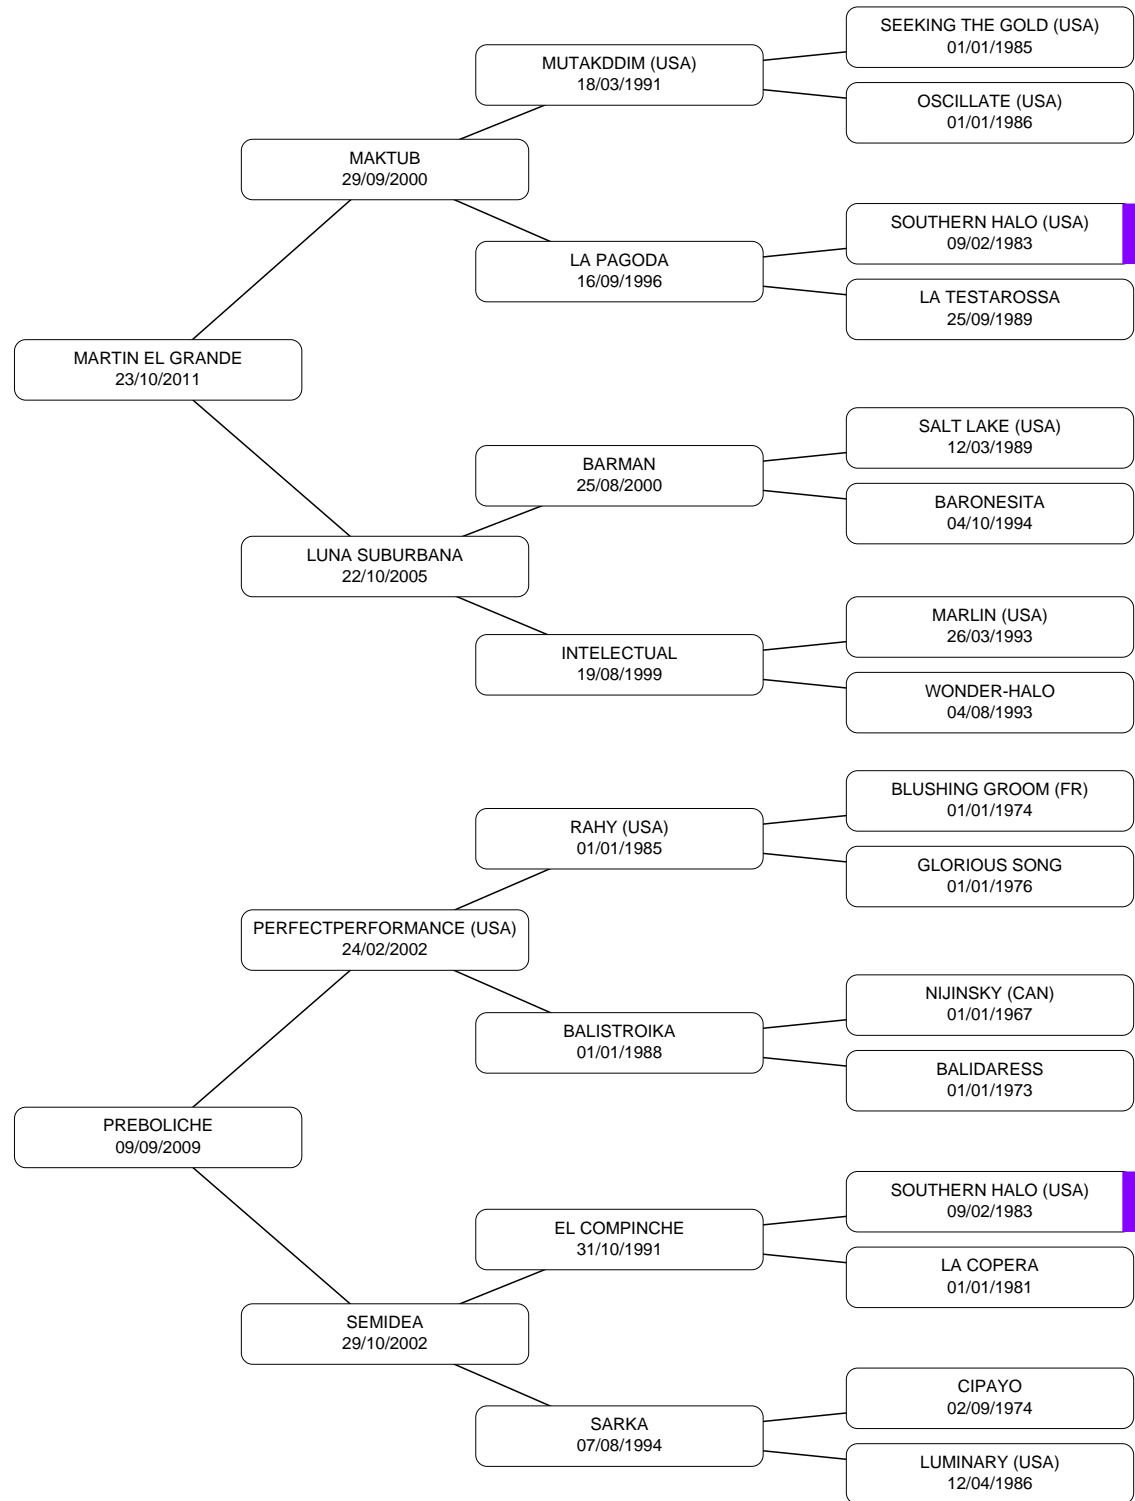 SEEKING THE GOLD (USA)
01/01/1985
MUTAKDDIM (USA)
18/03/1991
OSCILLATE (USA)
01/01/1986
MAKTUB
29/09/2000
SOUTHERN HALO (USA)
09/02/1983
LA PAGODA
16/09/1996
LA TESTAROSSA
25/09/1989
MARTIN EL GRANDE
23/10/2011
SALT LAKE (USA)
12/03/1989
BARMAN
25/08/2000
BARONESITA
04/10/1994
LUNA SUBURBANA
22/10/2005
MARLIN (USA)
26/03/1993
INTELECTUAL
19/08/1999
WONDER-HALO
04/08/1993
BLUSHING GROOM (FR)
01/01/1974
RAHY (USA)
01/01/1985
GLORIOUS SONG
01/01/1976
PERFECTPERFORMANCE (USA)
24/02/2002
NIJINSKY (CAN)
01/01/1967
BALISTROIKA
01/01/1988
BALIDARESS
01/01/1973
PREBOLICHE
09/09/2009
SOUTHERN HALO (USA)
09/02/1983
EL COMPINCHE
31/10/1991
LA COPERA
01/01/1981
SEMIDEA
29/10/2002
CIPAYO
02/09/1974
SARKA
07/08/1994
LUMINARY (USA)
12/04/1986